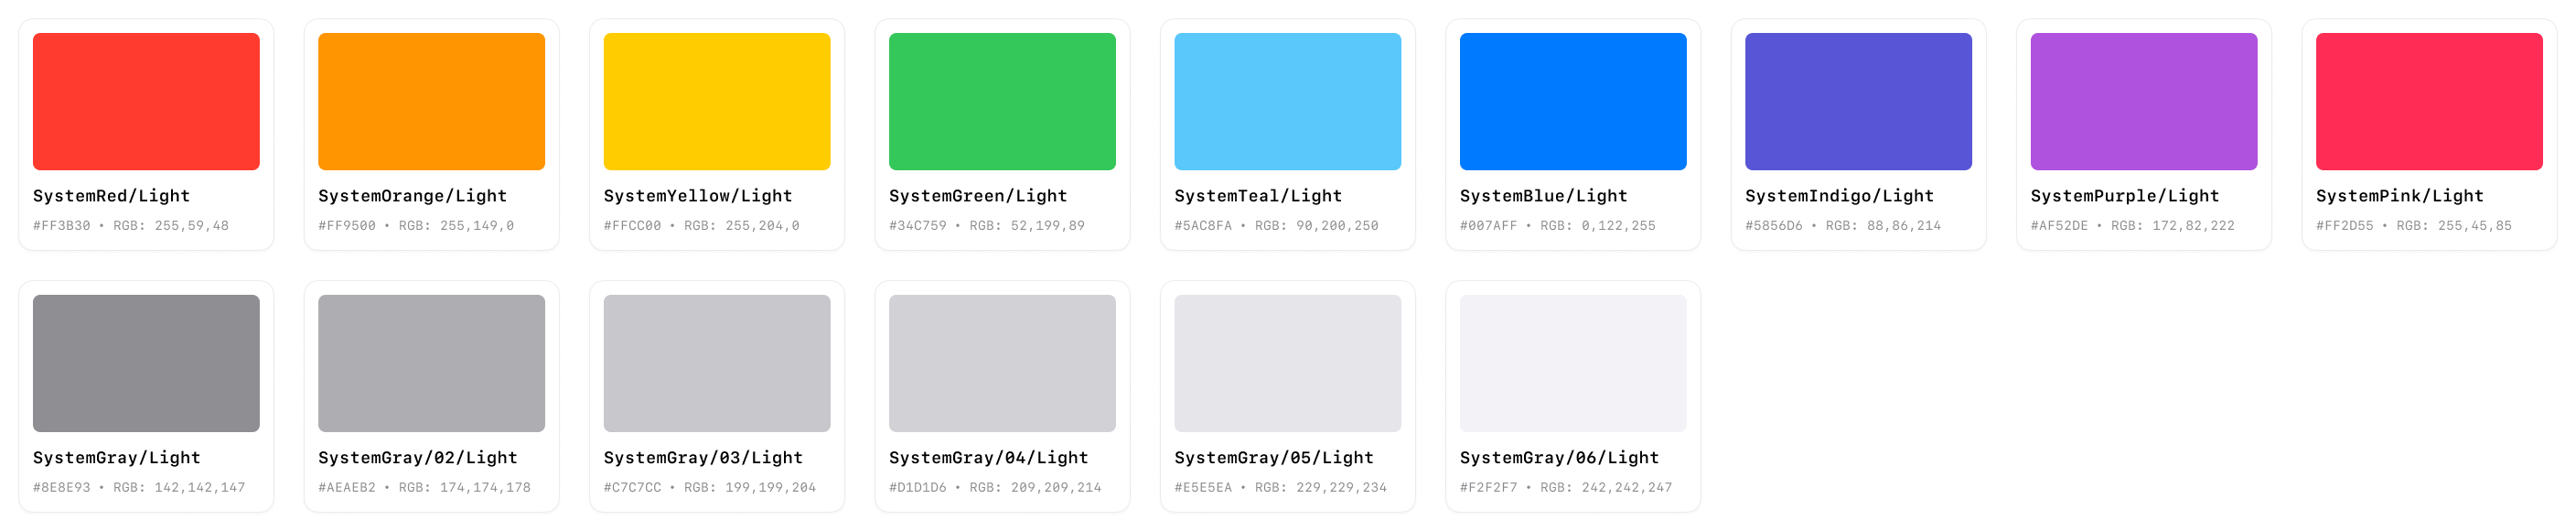 SystemRed/Light
#FF3B30 • RGB: 255,59,48
SystemOrange/Light
#FF9500 • RGB: 255,149,0
SystemYellow/Light
#FFCC00 • RGB: 255,204,0
SystemGreen/Light
#34C759 • RGB: 52,199,89
SystemTeal/Light
#5AC8FA • RGB: 90,200,250
SystemBlue/Light
#007AFF • RGB: 0,122,255
SystemIndigo/Light
#5856D6 • RGB: 88,86,214
SystemPurple/Light
#AF52DE • RGB: 172,82,222
SystemPink/Light
#FF2D55 • RGB: 255,45,85
SystemGray/Light
#8E8E93 • RGB: 142,142,147
SystemGray/02/Light
#AEAEB2 • RGB: 174,174,178
SystemGray/03/Light
#C7C7CC • RGB: 199,199,204
SystemGray/04/Light
#D1D1D6 • RGB: 209,209,214
SystemGray/05/Light
#E5E5EA • RGB: 229,229,234
SystemGray/06/Light
#F2F2F7 • RGB: 242,242,247